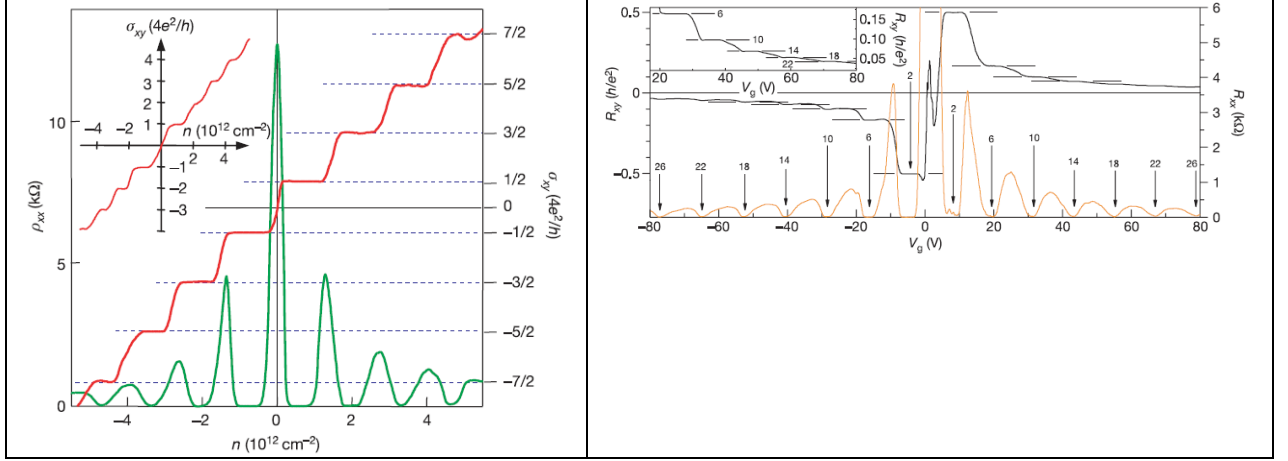 σxy (4e²/h)
4
3
2
1
−4 −2 n (10¹² cm⁻²)
2 4
−1
−2
−3
10
5
0
ρxx (kΩ)
−4 −2 0 2 4
n (10¹² cm⁻²)
7/2
5/2
3/2
1/2
0
−1/2
−3/2
−5/2
−7/2
σxy (4e²/h)
0.5
0
−0.5
Rxy (h/e²)
6
10
14
22 18
20 40 60 80
Vg (V)
0.15
0.10
0.05
Rxy (h/e²)
2
26 22 18 14 10 6 2 6 10 14 18 22 26
−80 −60 −40 −20 0 20 40 60 80
Vg (V)
6
5
4
3
2
1
0
Rxx (kΩ)